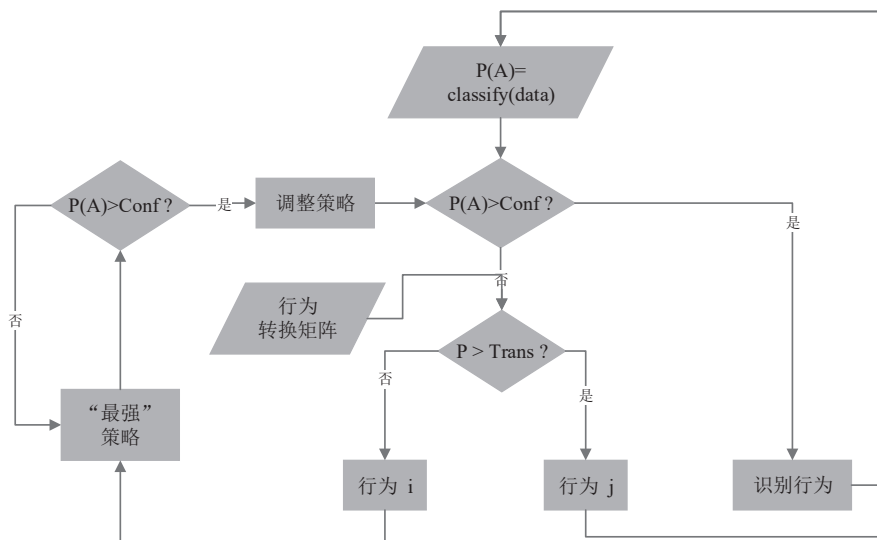 P(A)=
classify(data)
P(A)>Conf ?
是
调整策略
P(A)>Conf ?
是
否
行为
转换矩阵
否
P > Trans ?
否
是
“最强”
策略
行为 i
行为 j
识别行为